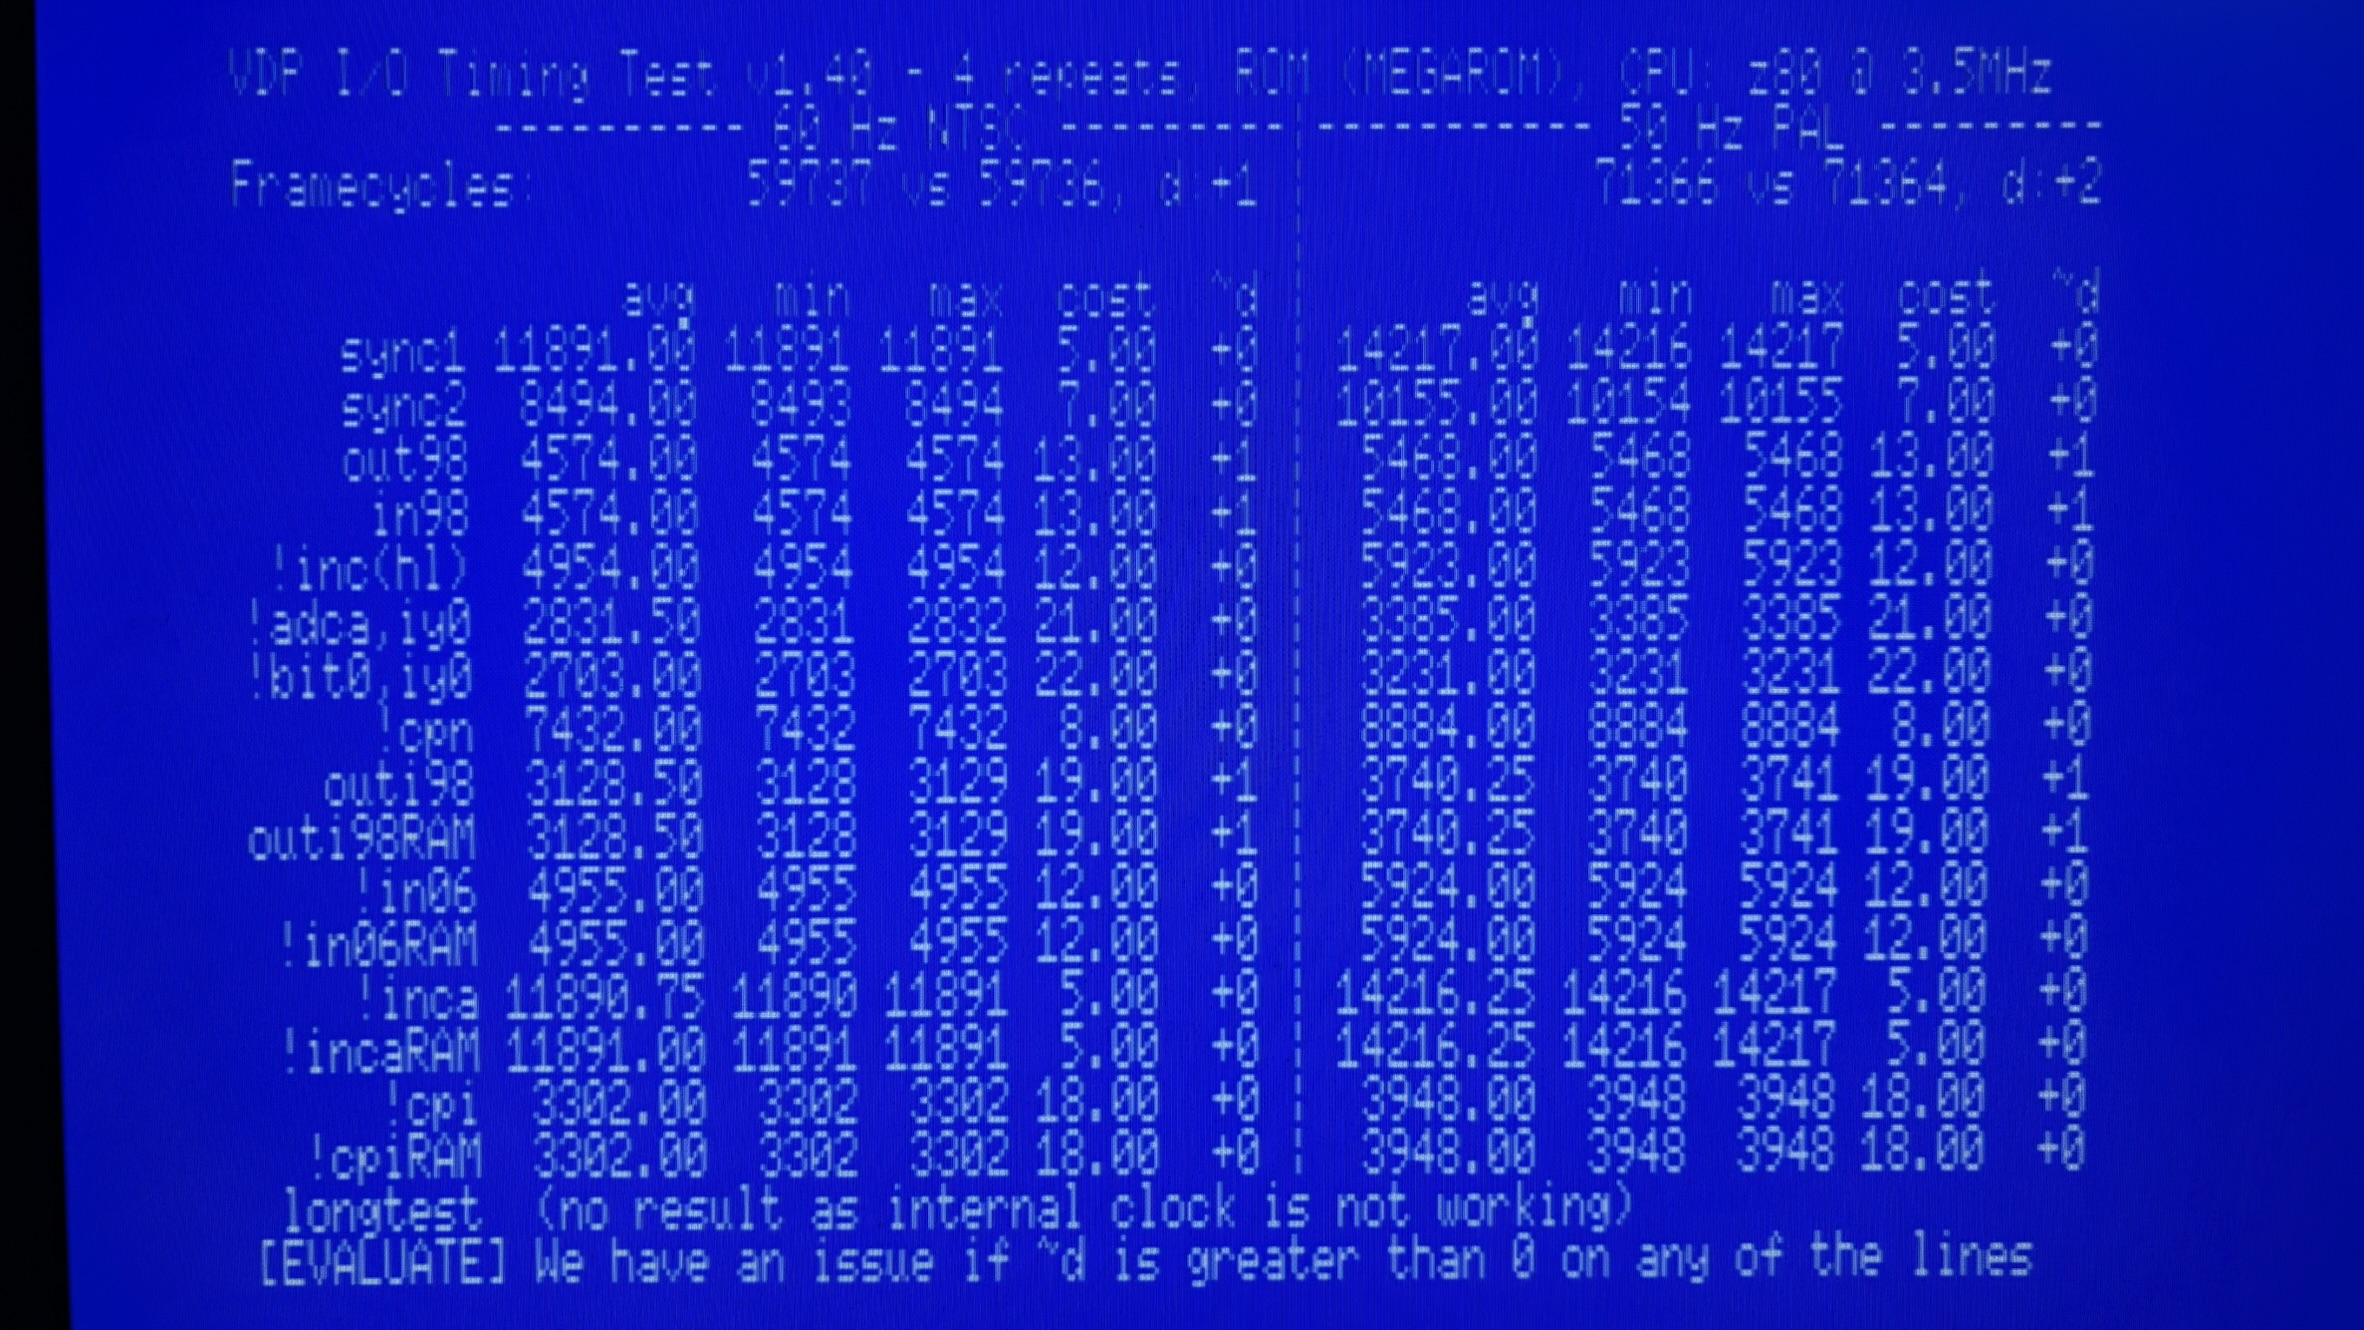 VDP I/O Timing Test v1.40 - 4 repeats, ROM (MEGAROM), CPU: z80 @ 3.5MHz
---------- 60 Hz NTSC --------- ----------- 50 Hz PAL ---------
Framecycles: 59737 vs 59736, d:+1 71366 vs 71364, d:+2
avg min max cost ~d avg min max cost ~d
sync1 11891.00 11891 11891 5.00 +0 14217.00 14216 14217 5.00 +0
sync2 8494.00 8493 8494 7.00 +0 10155.00 10154 10155 7.00 +0
out98 4574.00 4574 4574 13.00 +1 5468.00 5468 5468 13.00 +1
in98 4574.00 4574 4574 13.00 +1 5468.00 5468 5468 13.00 +1
!inc(hl) 4954.00 4954 4954 12.00 +0 5923.00 5923 5923 12.00 +0
!adca,iy0 2831.50 2831 2832 21.00 +0 3385.00 3385 3385 21.00 +0
!bit0,iy0 2703.00 2703 2703 22.00 +0 3231.00 3231 3231 22.00 +0
!cpn 7432.00 7432 7432 8.00 +0 8884.00 8884 8884 8.00 +0
outi98 3128.50 3128 3129 19.00 +1 3740.25 3740 3741 19.00 +1
outi98RAM 3128.50 3128 3129 19.00 +1 3740.25 3740 3741 19.00 +1
!in06 4955.00 4955 4955 12.00 +0 5924.00 5924 5924 12.00 +0
!in06RAM 4955.00 4955 4955 12.00 +0 5924.00 5924 5924 12.00 +0
!inca 11890.75 11890 11891 5.00 +0 14216.25 14216 14217 5.00 +0
!incaRAM 11891.00 11891 11891 5.00 +0 14216.25 14216 14217 5.00 +0
!cpi 3302.00 3302 3302 18.00 +0 3948.00 3948 3948 18.00 +0
!cpiRAM 3302.00 3302 3302 18.00 +0 3948.00 3948 3948 18.00 +0
longtest (no result as internal clock is not working)
[EVALUATE] We have an issue if ~d is greater than 0 on any of the lines